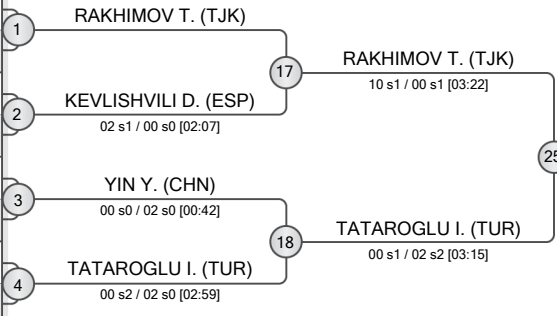 RAKHIMOV T. (TJK)
1
17
RAKHIMOV T. (TJK)
10 s1 / 00 s1 [03:22]
KEVLISHVILI D. (ESP)
2
02 s1 / 00 s0 [02:07]
25
YIN Y. (CHN)
3
00 s0 / 02 s0 [00:42]
18
TATAROGLU I. (TUR)
00 s1 / 02 s2 [03:15]
TATAROGLU I. (TUR)
4
00 s2 / 02 s0 [02:59]